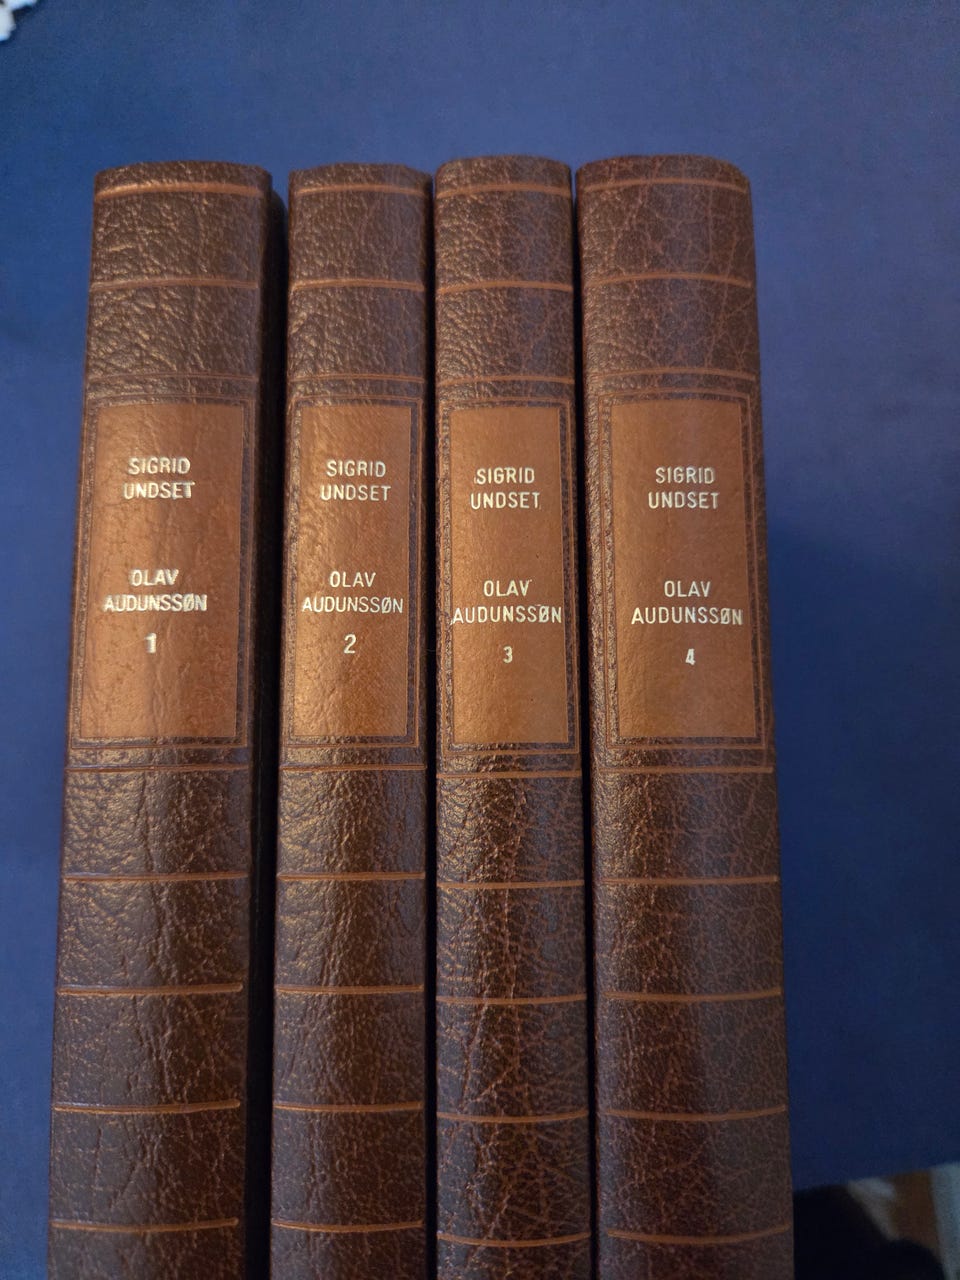 SIGRID
UNDSET
OLAV
AUDUNSSØN
1
SIGRID
UNDSET
OLAV
AUDUNSSØN
2
SIGRID
UNDSET
OLAV
AUDUNSSØN
3
SIGRID
UNDSET
OLAV
AUDUNSSØN
4